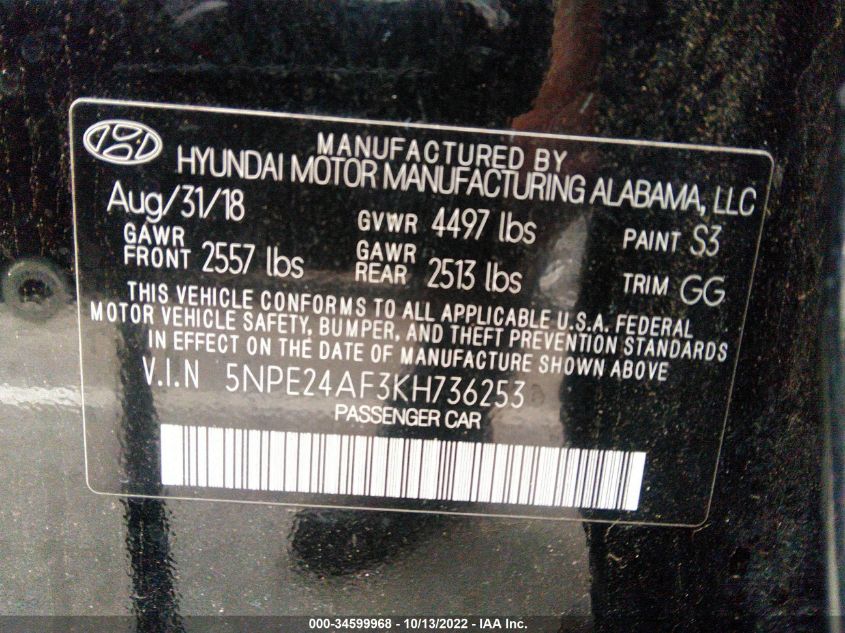 MANUFACTURED BY
HYUNDAI MOTOR MANUFACTURING ALABAMA, LLC
Aug/31/18 GVWR 4497 lbs PAINT S3
GAWR FRONT 2557 lbs GAWR REAR 2513 lbs TRIM GG
THIS VEHICLE CONFORMS TO ALL APPLICABLE U.S.A. FEDERAL
MOTOR VEHICLE SAFETY, BUMPER, AND THEFT PREVENTION STANDARDS
IN EFFECT ON THE DATE OF MANUFACTURE SHOWN ABOVE
V.I.N 5NPE24AF3KH736253
PASSENGER CAR
000-34599968 - 10/13/2022 - IAA Inc.